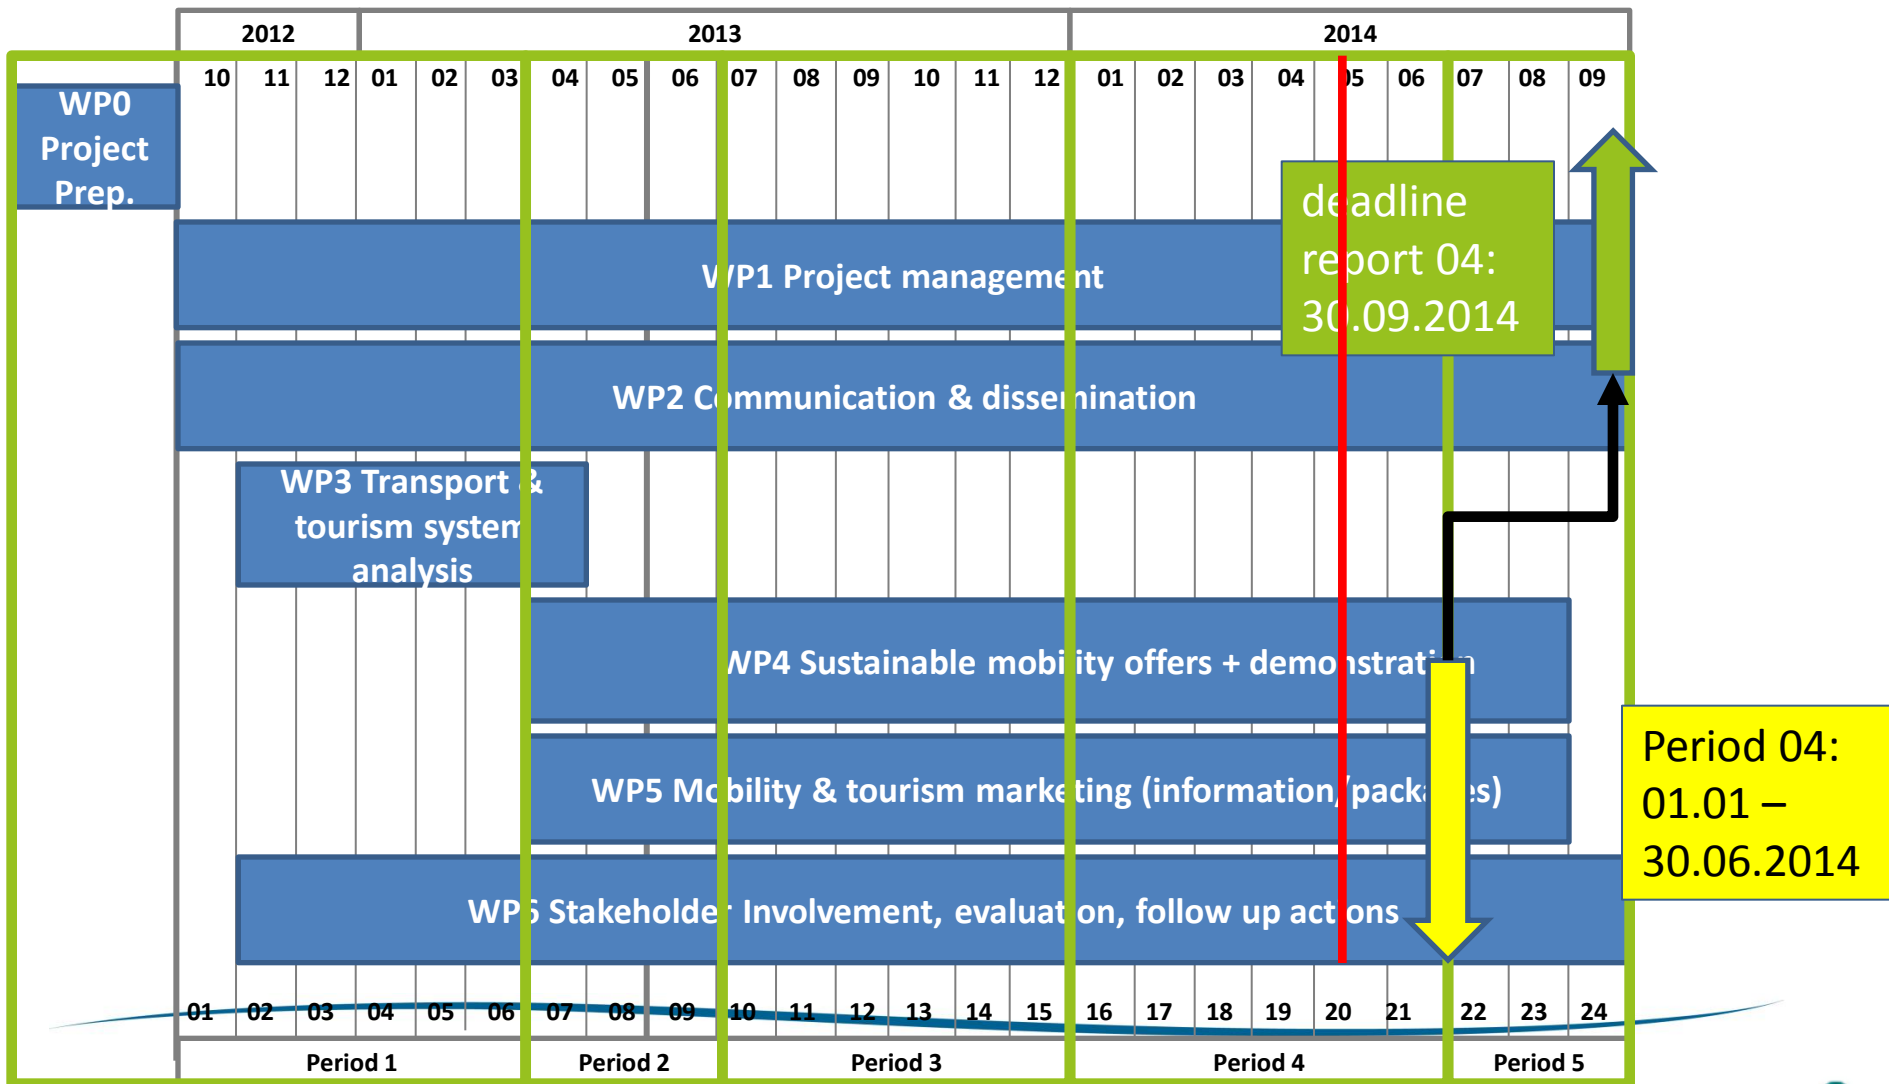 2012 2013 2014
10 11 12 01 02 03 04 05 06 07 08 09 10 11 12 01 02 03 04 05 06 07 08 09
WP0
Project
Prep.
deadline
report 04:
30.09.2014
WP1 Project management
WP2 Communication & dissemination
WP3 Transport &
tourism system
analysis
WP4 Sustainable mobility offers + demonstration
WP5 Mobility & tourism marketing (information/packages)
Period 04:
01.01 –
30.06.2014
WP6 Stakeholder Involvement, evaluation, follow up actions
01 02 03 04 05 06 07 08 09 10 11 12 13 14 15 16 17 18 19 20 21 22 23 24
Period 1 Period 2 Period 3 Period 4 Period 5